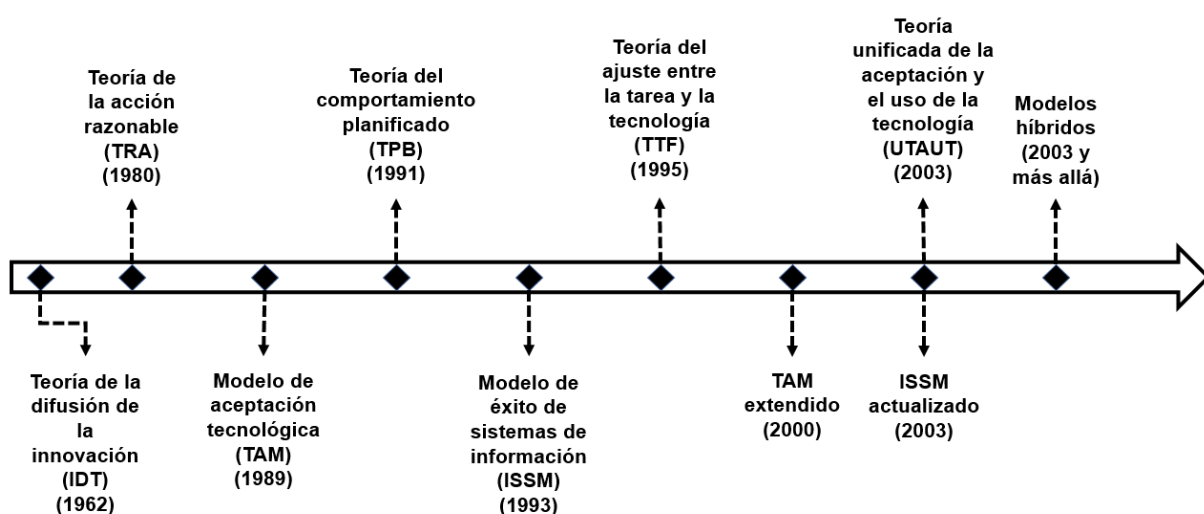 Teoría de
la acción
razonable
(TRA)
(1980)
Teoría del
comportamiento
planificado
(TPB)
(1991)
Teoría del
ajuste entre
la tarea y la
tecnología
(TTF)
(1995)
Teoría
unificada de la
aceptación y
el uso de la
tecnología
(UTAUT)
(2003)
Modelos
híbridos
(2003 y
más allá)
Teoría de la
difusión de
la
innovación
(IDT)
(1962)
Modelo de
aceptación
tecnológica
(TAM)
(1989)
Modelo de
éxito de
sistemas de
información
(ISSM)
(1993)
TAM
extendido
(2000)
ISSM
actualizado
(2003)